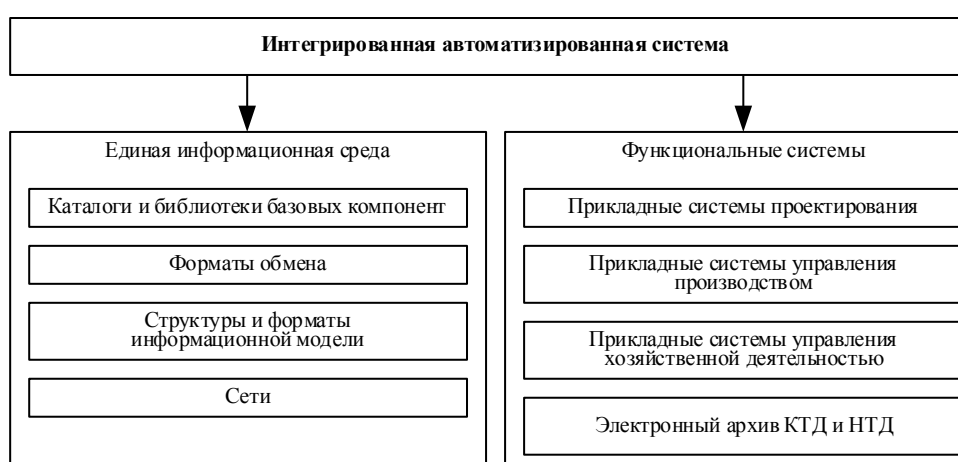 Интегрированная автоматизированная система
Единая информационная среда
Каталоги и библиотеки базовых компонент
Форматы обмена
Структуры и форматы
информационной модели
Сети
Функциональные системы
Прикладные системы проектирования
Прикладные системы управления
производством
Прикладные системы управления
хозяйственной деятельностью
Электронный архив КТД и НТД